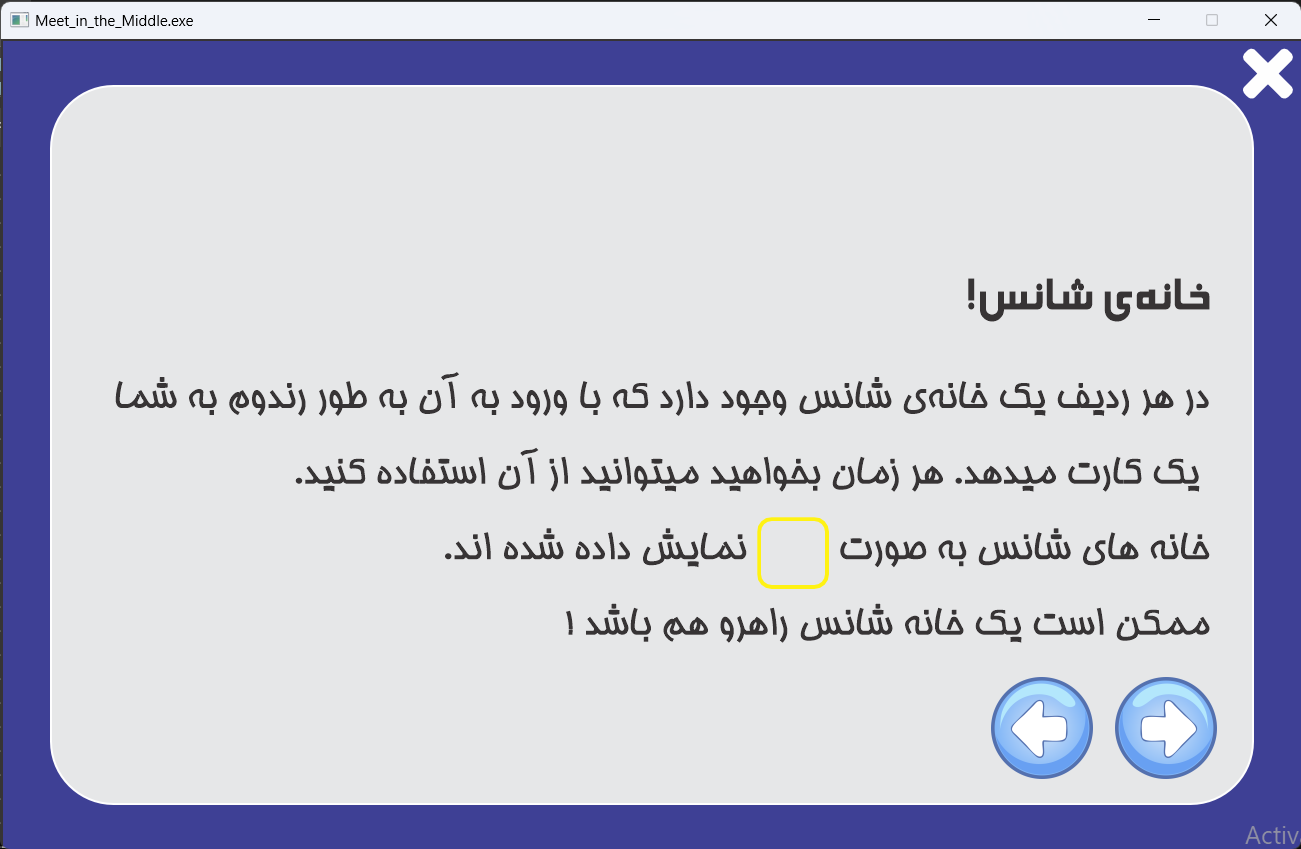 Meet_in_the_Middle.exe
خانه‌ی شانس!
در هر ردیف یک خانه‌ی شانس وجود دارد که با ورود به آن به طور رندوم به شما
یک کارت میدهد. هر زمان بخواهید میتوانید از آن استفاده کنید.
خانه های شانس به صورت نمایش داده شده اند.
ممکن است یک خانه شانس راهرو هم باشد !
Activ